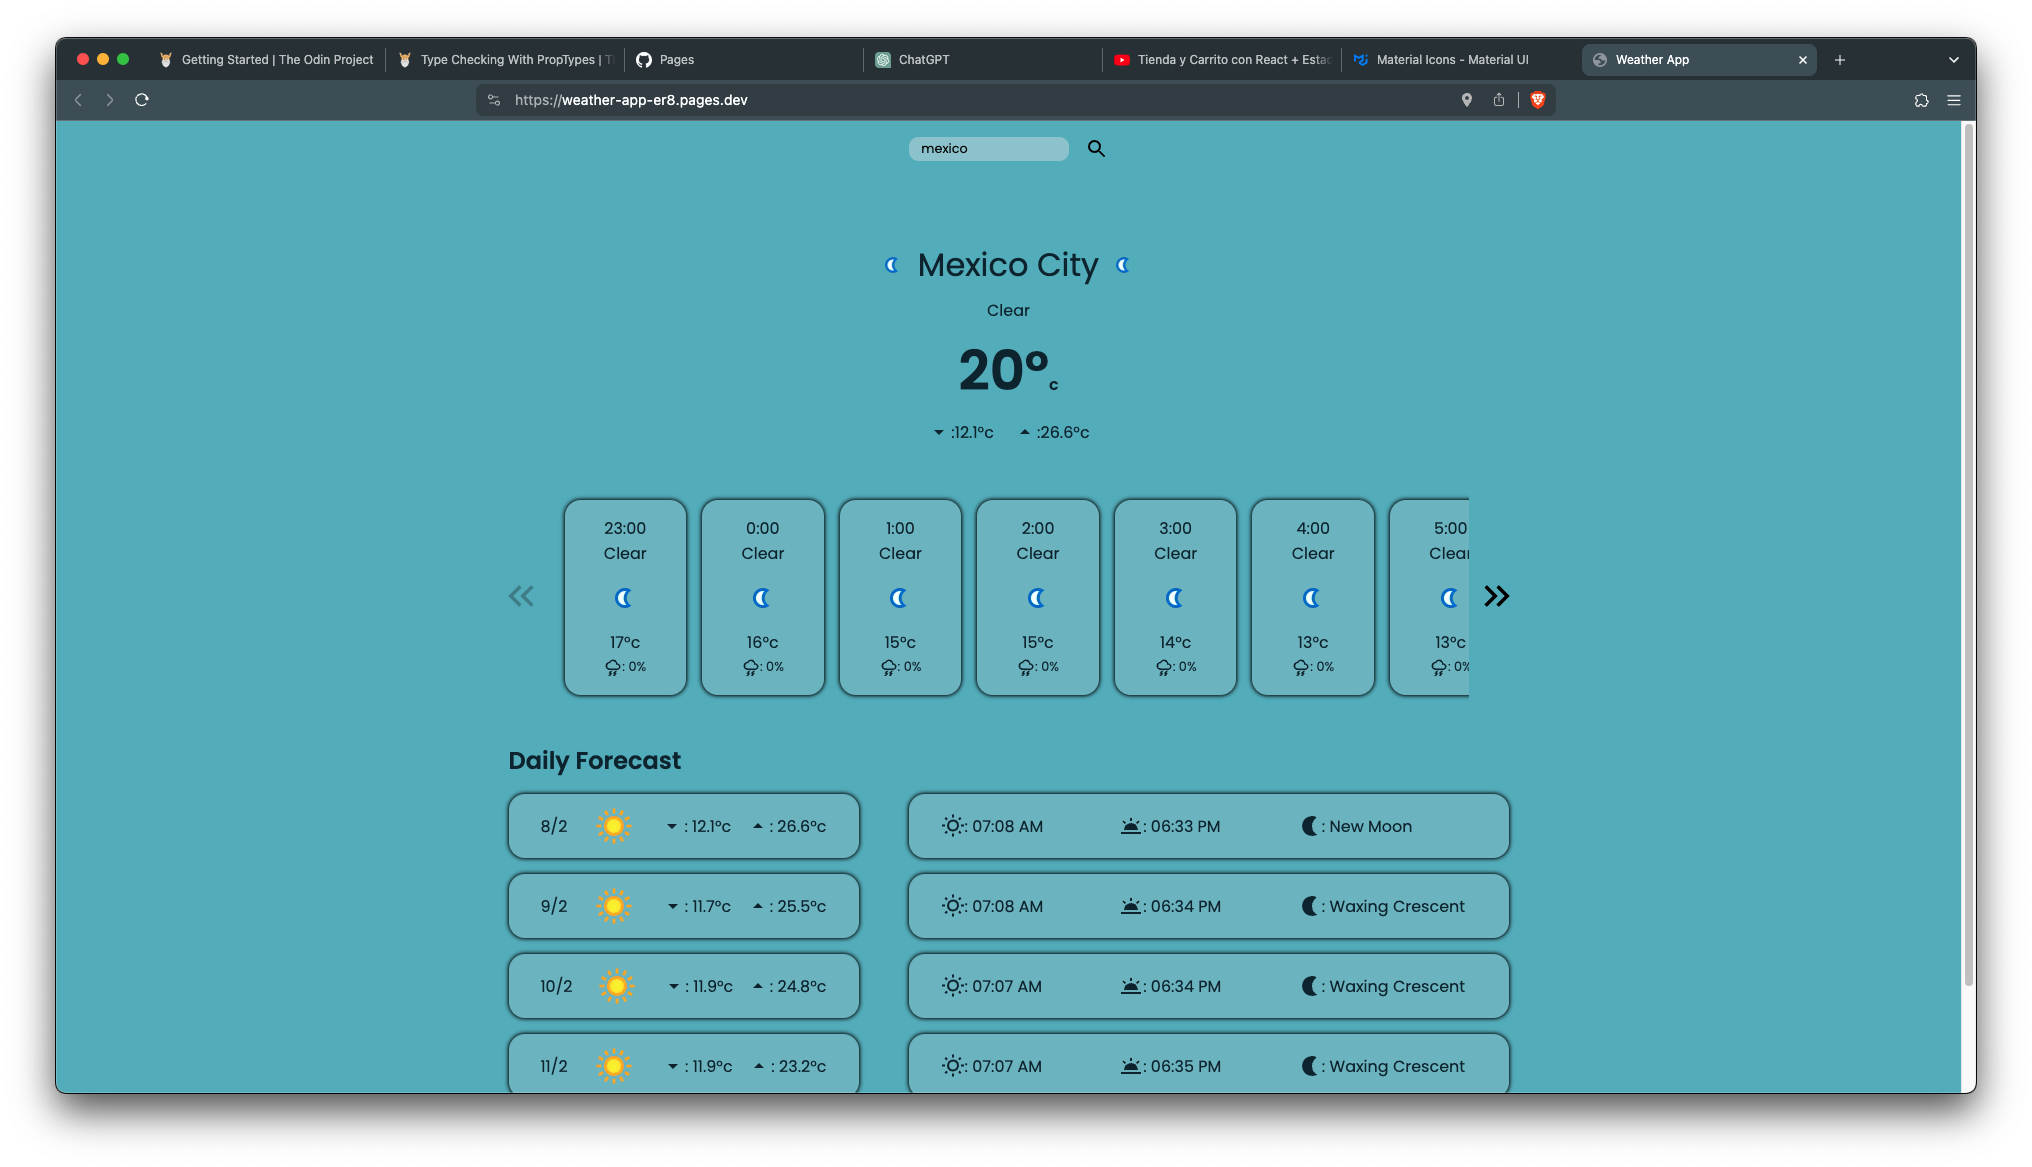 Getting Started | The Odin Project
Type Checking With PropTypes |
Pages
ChatGPT
Tienda y Carrito con React +
Material Icons - Material UI
Weather App
https://weather-app-er8.pages.dev
mexico
Mexico City
Clear
20°c
:12.1°c :26.6°c
23:00 0:00 1:00 2:00 3:00 4:00 5:00
Clear Clear Clear Clear Clear Clear Clear
17°c 16°c 15°c 15°c 14°c 13°c 13°c
: 0% : 0% : 0% : 0% : 0% : 0% : 0%
Daily Forecast
8/2 : 12.1°c : 26.6°c : 07:08 AM : 06:33 PM : New Moon
9/2 : 11.7°c : 25.5°c : 07:08 AM : 06:34 PM : Waxing Crescent
10/2 : 11.9°c : 24.8°c : 07:07 AM : 06:34 PM : Waxing Crescent
11/2 : 11.9°c : 23.2°c : 07:07 AM : 06:35 PM : Waxing Crescent